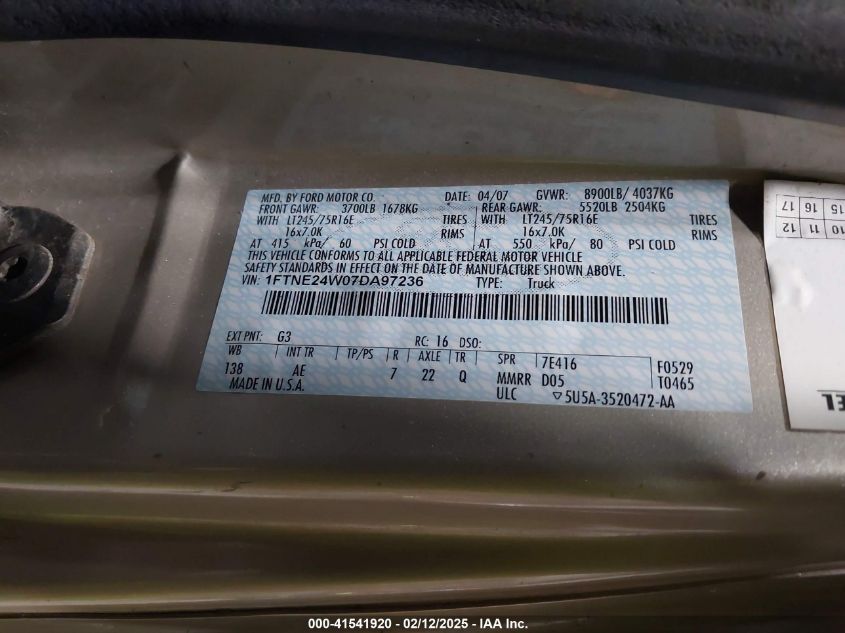 MFD. BY FORD MOTOR CO. DATE: 04/07 GVWR: 8900LB/ 4037KG
FRONT GAWR: 3700LB 1678KG REAR GAWR: 5520LB 2504KG
WITH LT245/75R16E TIRES WITH LT245/75R16E TIRES
16x7.0K RIMS 16x7.0K RIMS
AT 415 kPa/ 60 PSI COLD AT 550 kPa/ 80 PSI COLD
THIS VEHICLE CONFORMS TO ALL APPLICABLE FEDERAL MOTOR VEHICLE
SAFETY STANDARDS IN EFFECT ON THE DATE OF MANUFACTURE SHOWN ABOVE.
VIN: 1FTNE24W07DA97236 TYPE: Truck
EXT PNT: G3 RC: 16 DSO:
WB INT TR TP/PS R AXLE TR SPR 7E416 F0529
138 AE 7 22 Q MMRR D05 T0465
MADE IN U.S.A. ULC ▽5U5A-3520472-AA
17 16 15
12 11 10
EL
000-41541920 - 02/12/2025 - IAA Inc.